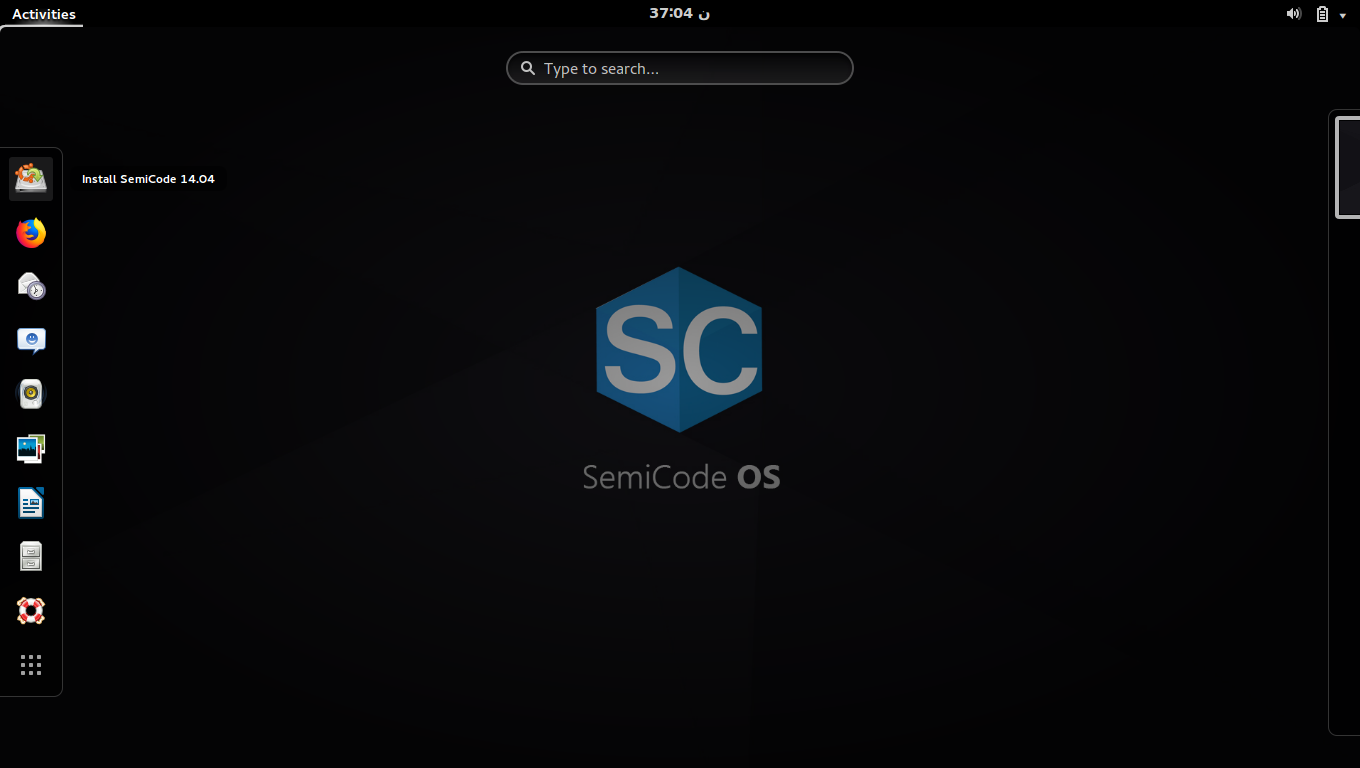 Activities
37:04 ن
Type to search...
Install SemiCode 14.04
SC
SemiCode OS